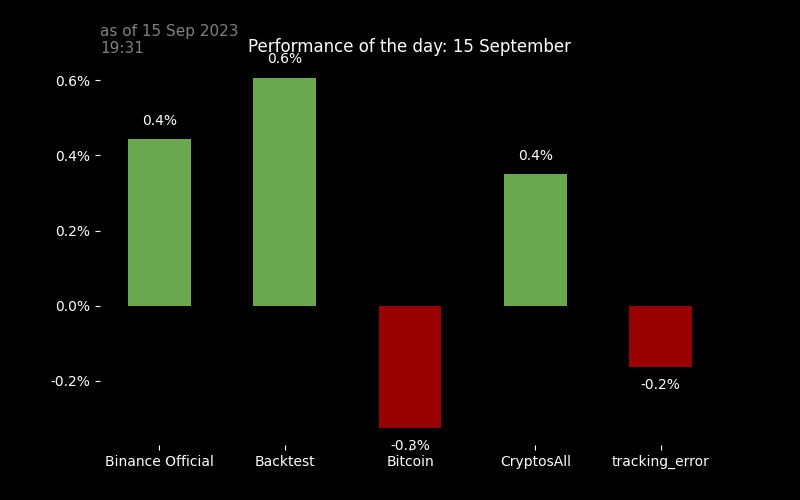 as of 15 Sep 2023
19:31
Performance of the day: 15 September
0.6%
0.6%
0.4%
0.4%
0.4%
0.2%
0.0%
-0.2%
-0.2%
-0.3%
Binance Official
Backtest
Bitcoin
CryptosAll
tracking_error